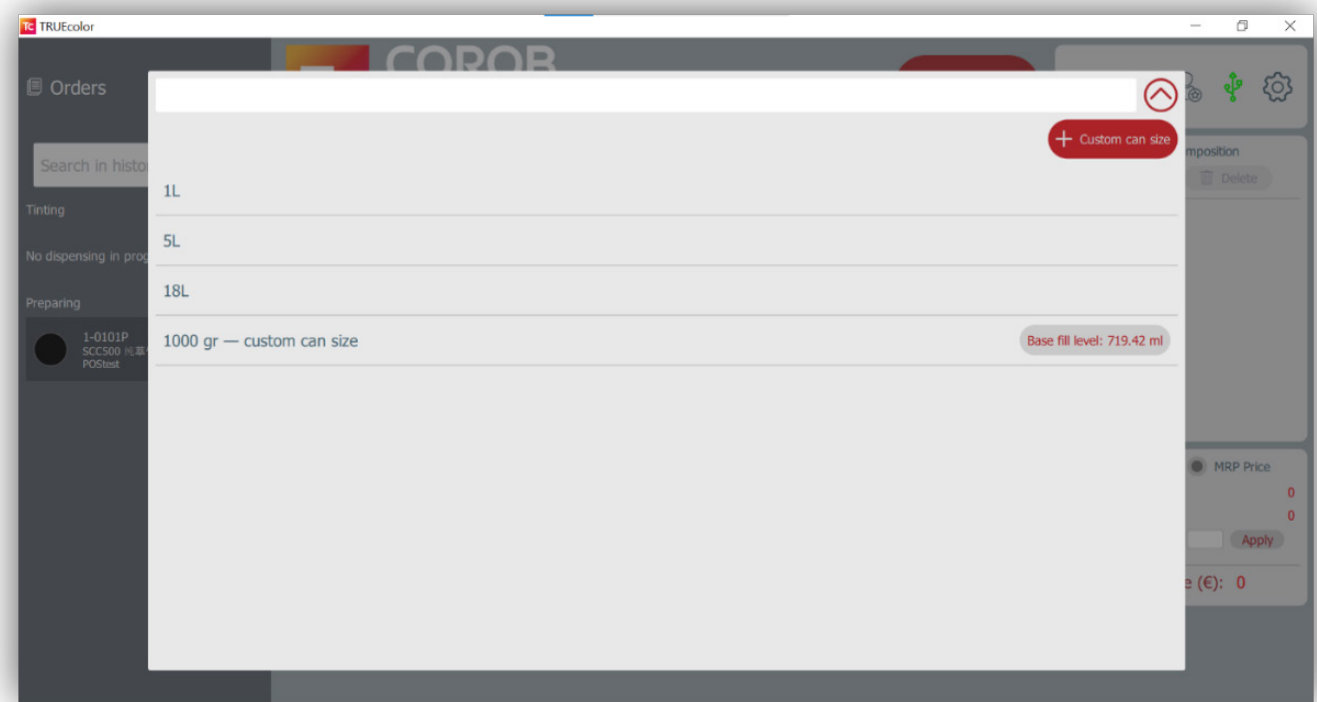 Tc TRUEcolor
COROB
Orders
Custom can size
Search in histo
mposition
Delete
1L
Tinting
5L
No dispensing in prog
18L
Preparing
1-0101P
SCC500
POStest
1000 gr — custom can size
Base fill level: 719.42 ml
MRP Price
0
0
Apply
e (€): 0